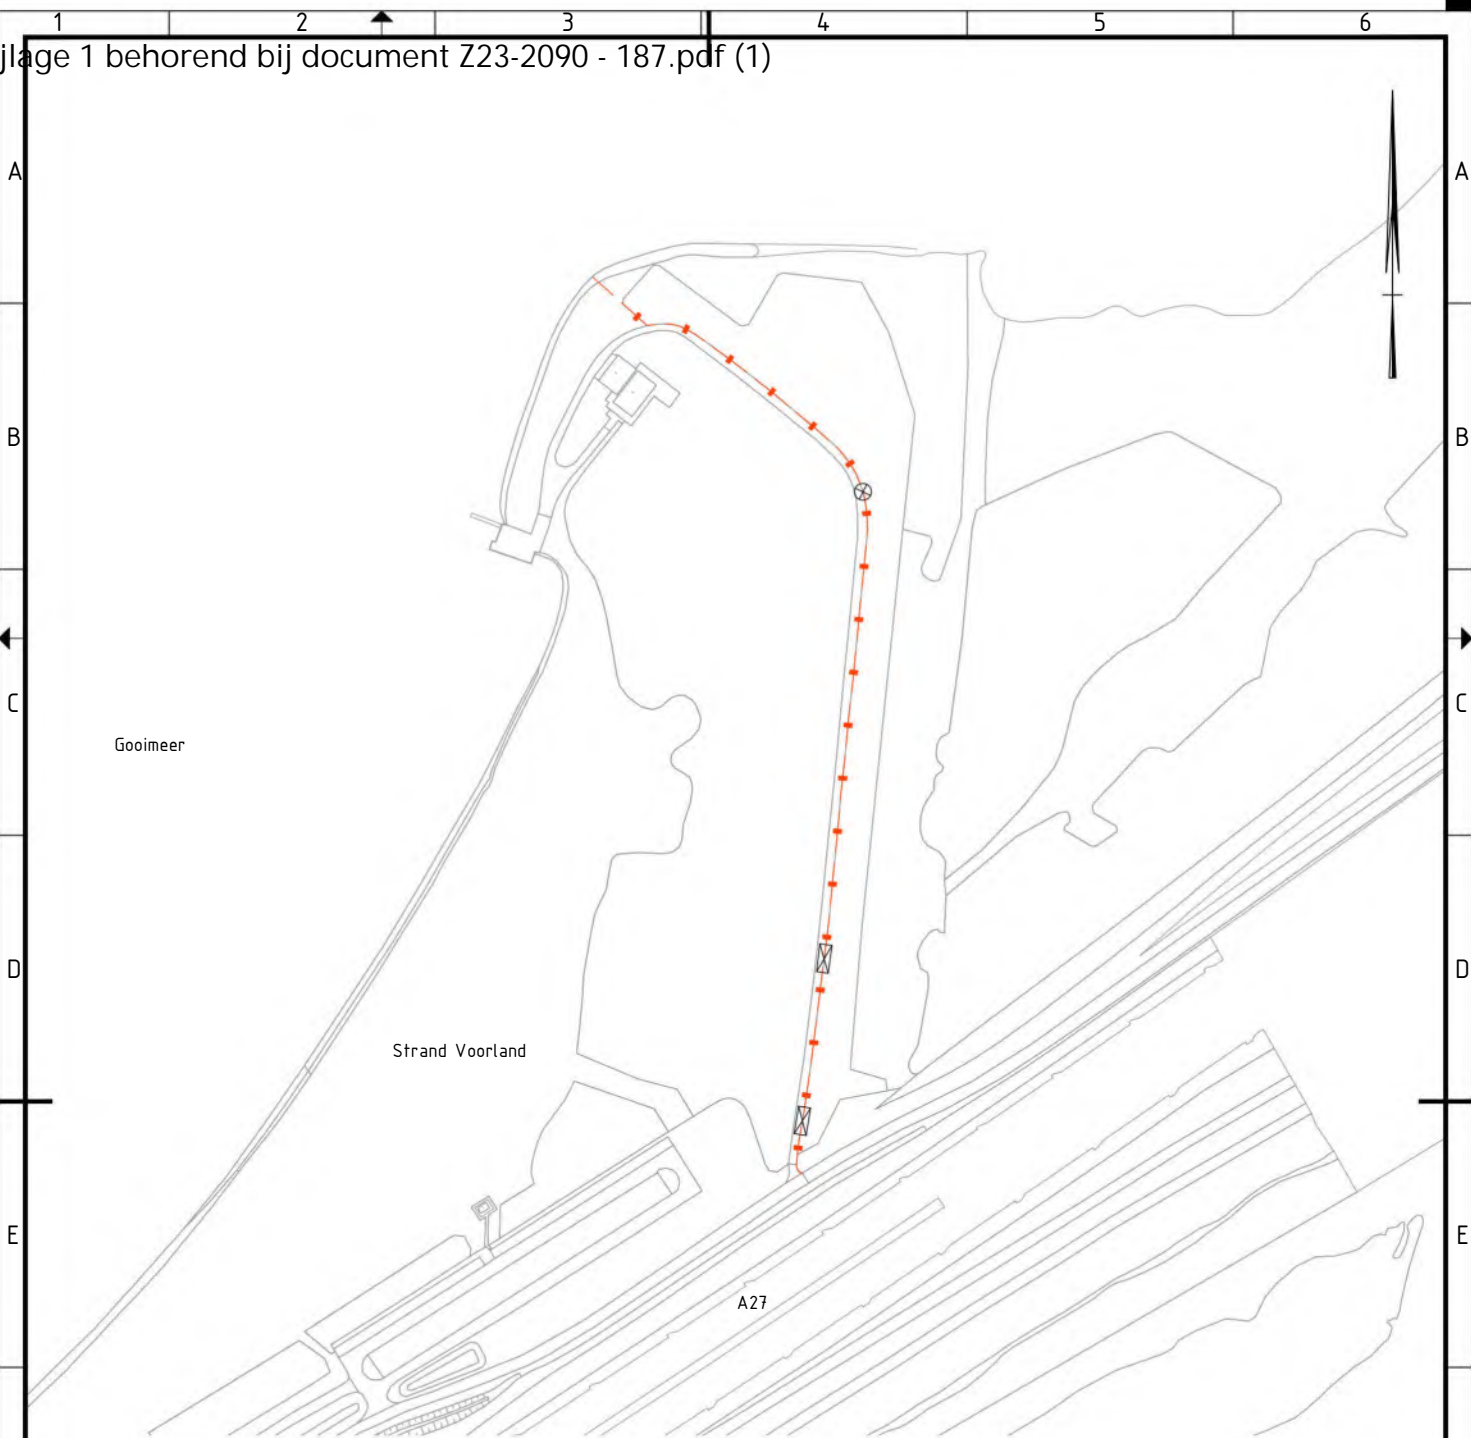 1 2 3 4 5 6
jlage 1 behorend bij document Z23-2090 - 187.pdf (1)
A A
B B
C C
Gooimeer
D D
Strand Voorland
E E
A27